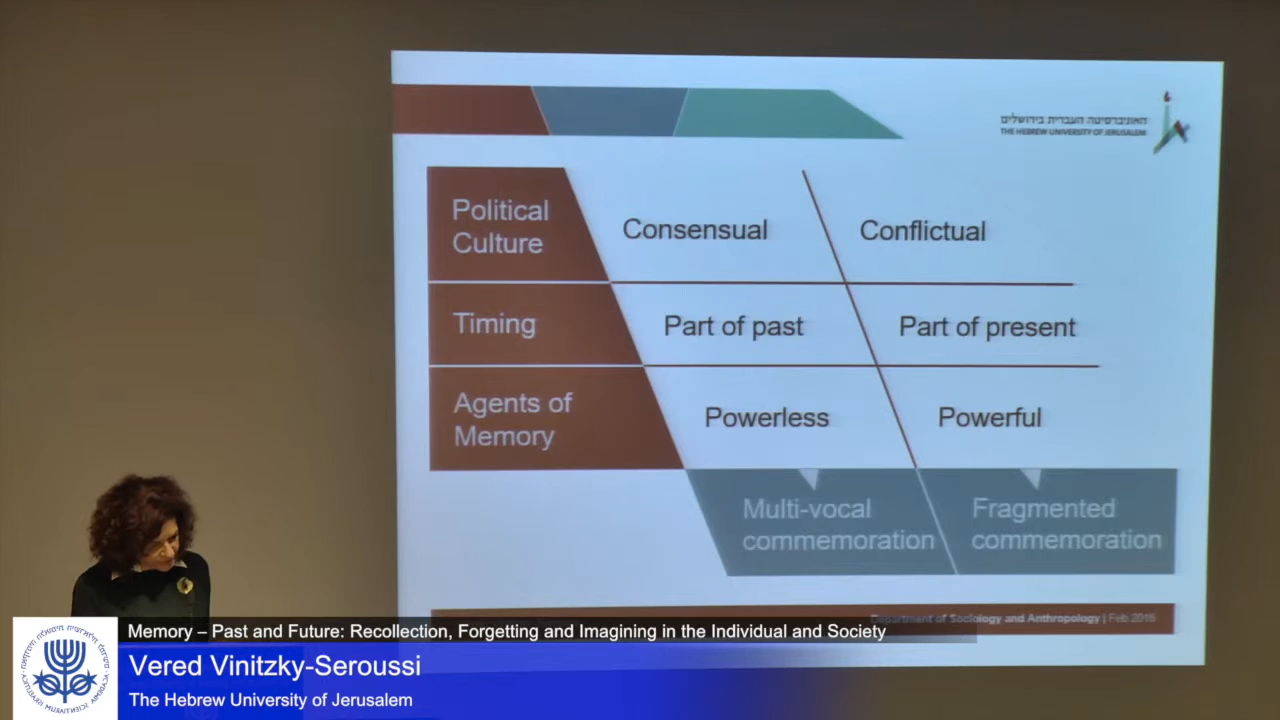 האוניברסיטה העברית בירושלים
THE HEBREW UNIVERSITY OF JERUSALEM
Political
Culture
Consensual
Conflictual
Timing
Part of past
Part of present
Agents of
Memory
Powerless
Powerful
Multi-vocal
commemoration
Fragmented
commemoration
Department of Sociology and Anthropology | Feb 2016
Memory – Past and Future: Recollection, Forgetting and Imagining in the Individual and Society
Vered Vinitzky-Seroussi
The Hebrew University of Jerusalem